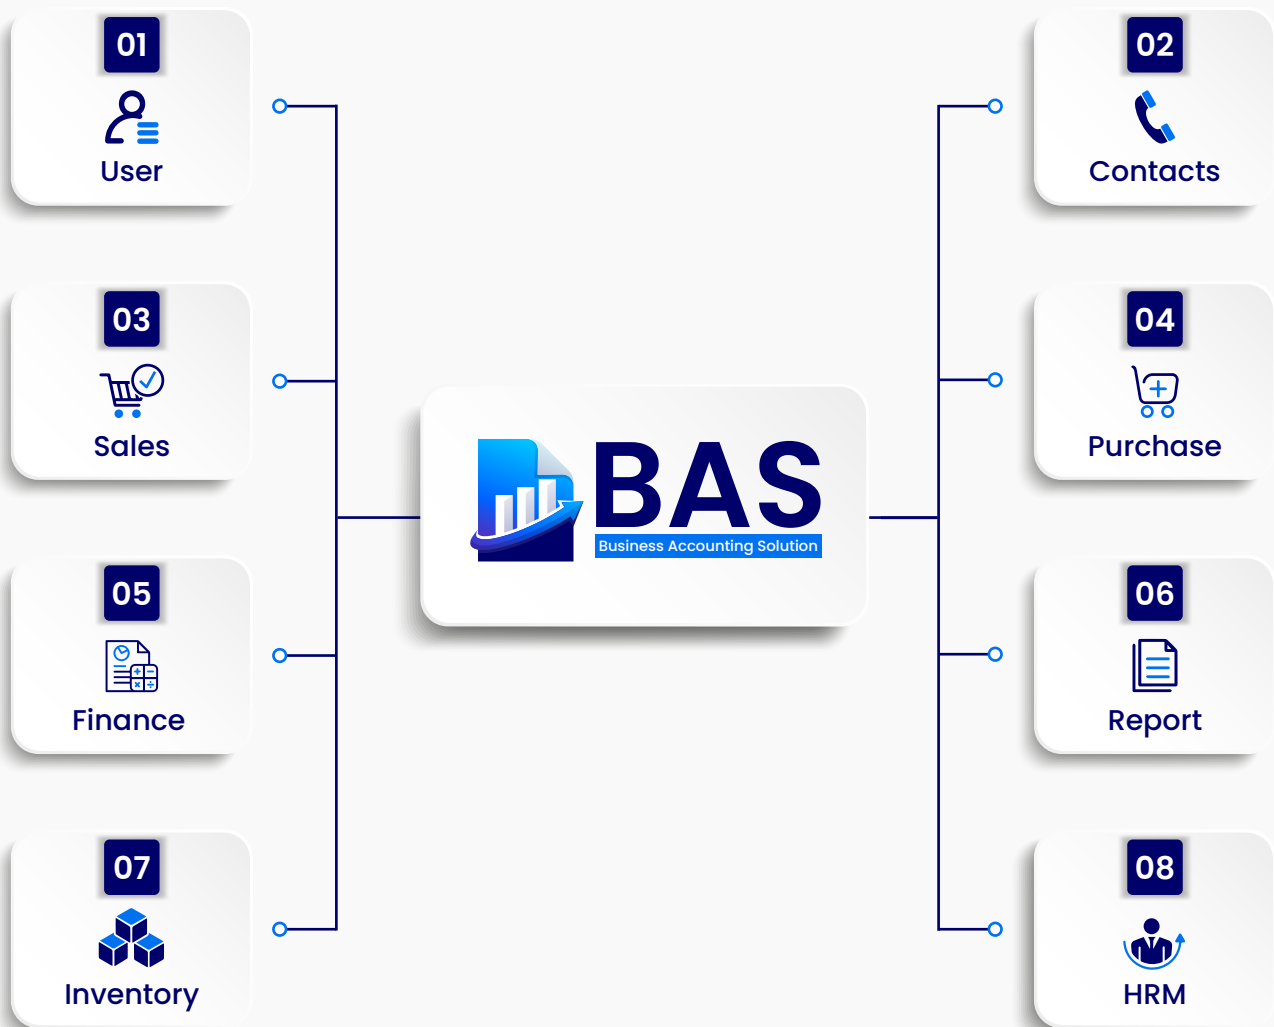 01
User
02
Contacts
03
Sales
04
Purchase
BAS
Business Accounting Solution
05
Finance
06
Report
07
Inventory
08
HRM